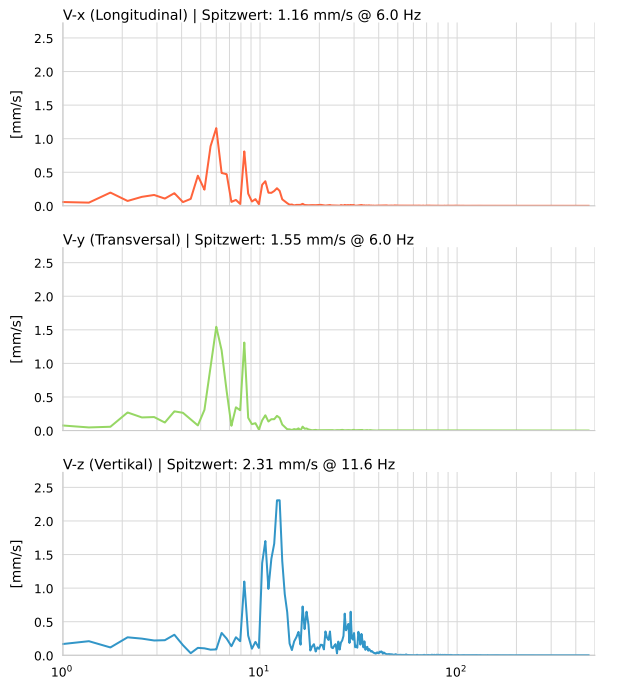 V-x (Longitudinal) | Spitzwert: 1.16 mm/s @ 6.0 Hz
2.5
2.0
1.5
1.0
0.5
0.0
[mm/s]
V-y (Transversal) | Spitzwert: 1.55 mm/s @ 6.0 Hz
2.5
2.0
1.5
1.0
0.5
0.0
[mm/s]
V-z (Vertikal) | Spitzwert: 2.31 mm/s @ 11.6 Hz
2.5
2.0
1.5
1.0
0.5
0.0
[mm/s]
10⁰ 10¹ 10²